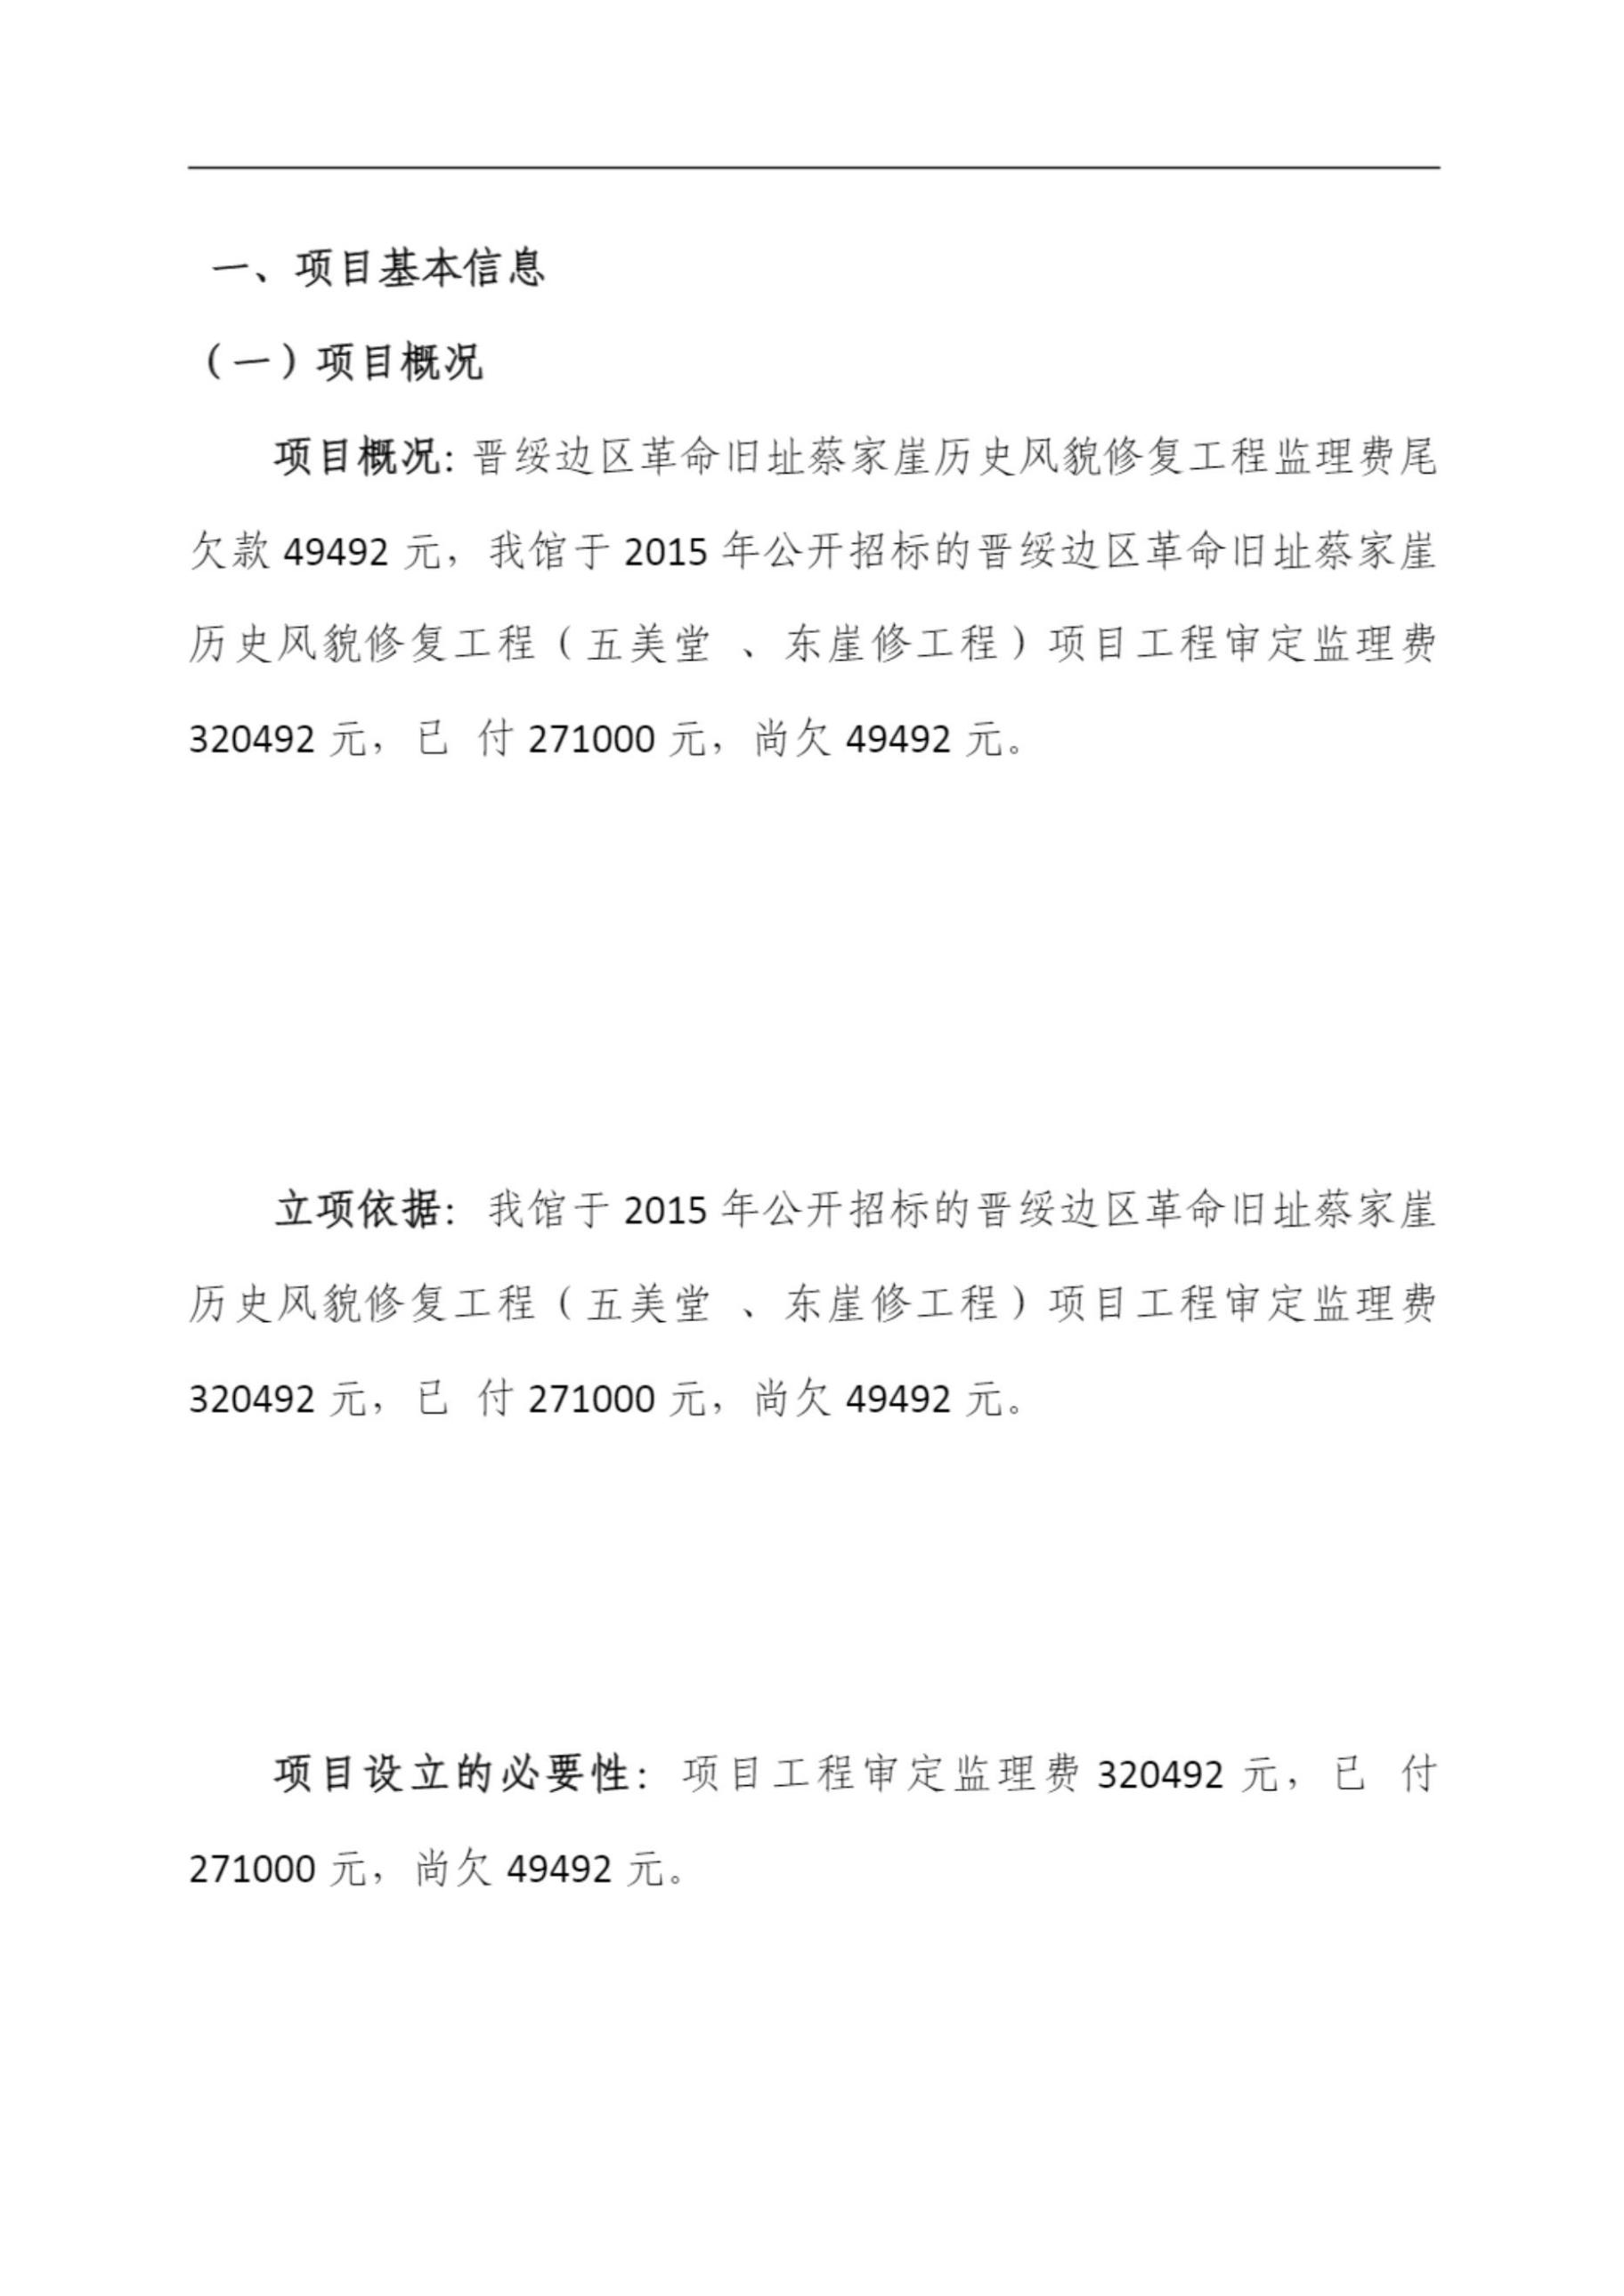 一、项目基本信息
（一）项目概况
项目概况：晋绥边区革命旧址蔡家崖历史风貌修复工程监理费尾
欠款 49492 元，我馆于 2015 年公开招标的晋绥边区革命旧址蔡家崖
历史风貌修复工程（五美堂 、东崖修工程）项目工程审定监理费
320492 元，已 付 271000 元，尚欠 49492 元。
立项依据：我馆于 2015 年公开招标的晋绥边区革命旧址蔡家崖
历史风貌修复工程（五美堂 、东崖修工程）项目工程审定监理费
320492 元，已 付 271000 元，尚欠 49492 元。
项目设立的必要性：项目工程审定监理费 320492 元，已 付
271000 元，尚欠 49492 元。